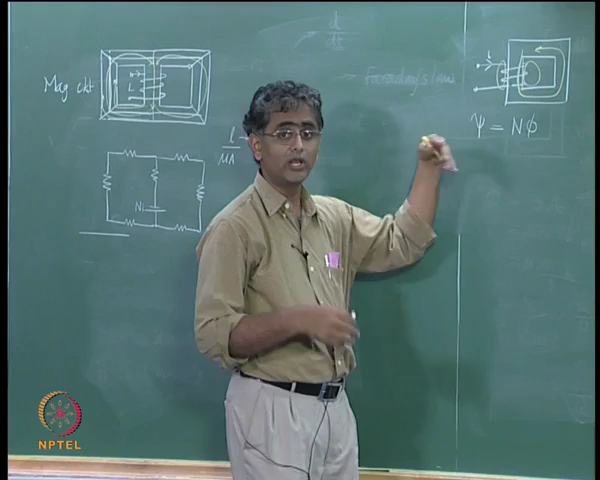 d
dt
Mag ckt
i
Faraday's law
i
l
μA
Ψ = Nϕ
Ni
NPTEL